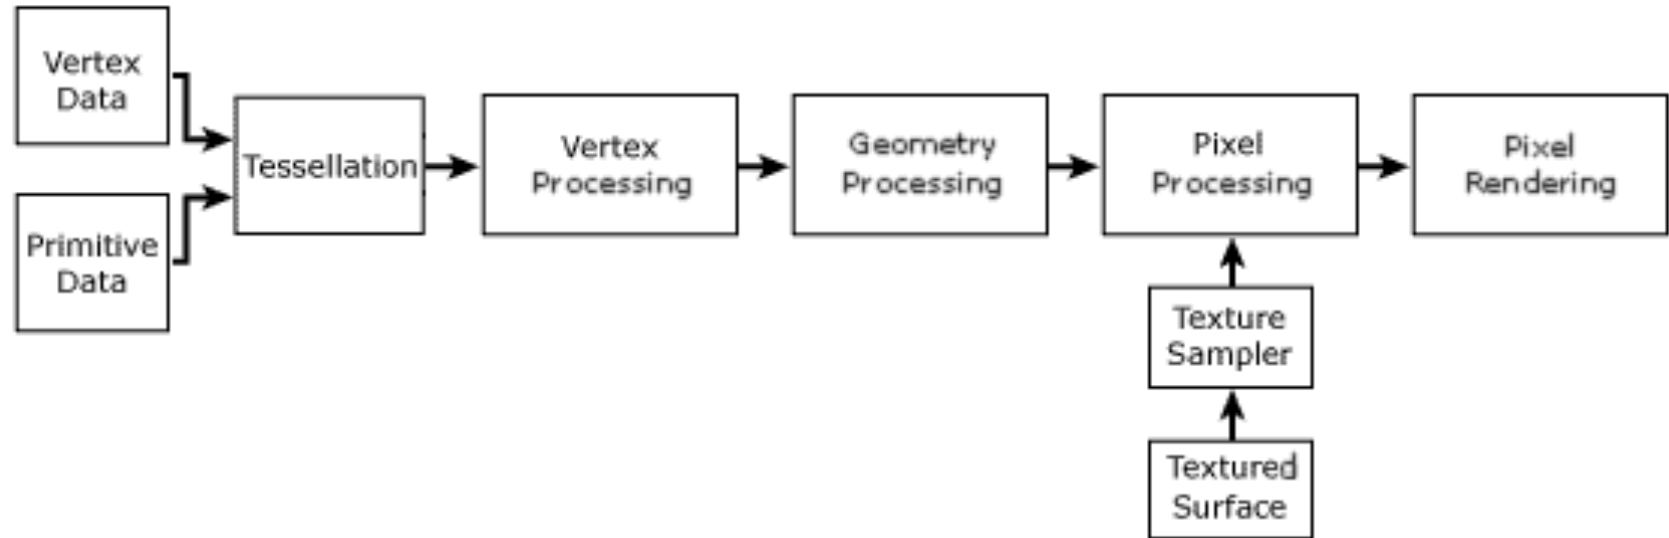 Vertex
Data
Primitive
Data
Tessellation
Vertex
Processing
Geometry
Processing
Pixel
Processing
Pixel
Rendering
Texture
Sampler
Textured
Surface